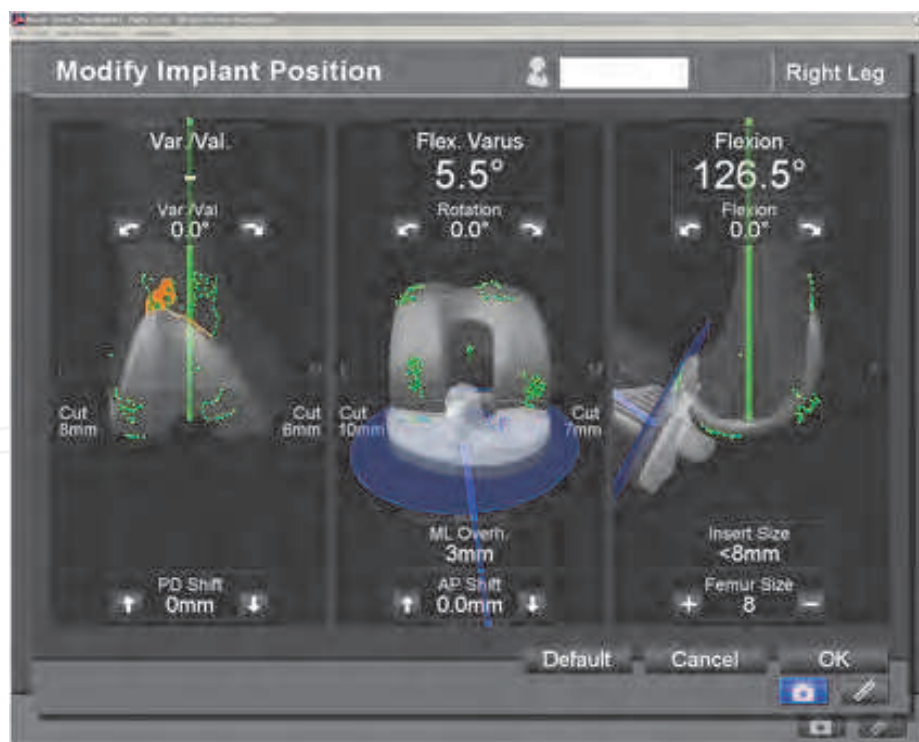 Modify Implant Position
Right Leg
Var./Val.
Var./Val
0.0°
Cut
8mm
Cut
6mm
PD Shift
0mm
Flex. Varus
5.5°
Rotation
0.0°
Cut
10mm
Cut
7mm
ML Overh.
3mm
AP Shift
0.0mm
Flexion
126.5°
Flexion
0.0°
Insert Size
<8mm
Femur Size
+ 8 −
Default Cancel OK